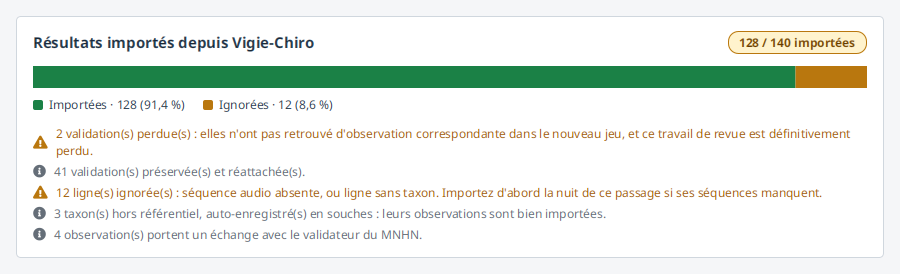 Résultats importés depuis Vigie-Chiro
128 / 140 importées
Importées · 128 (91,4 %)
Ignorées · 12 (8,6 %)
2 validation(s) perdue(s) : elles n'ont pas retrouvé d'observation correspondante dans le nouveau jeu, et ce travail de revue est définitivement
perdu.
41 validation(s) préservée(s) et réattachée(s).
12 ligne(s) ignorée(s) : séquence audio absente, ou ligne sans taxon. Importez d'abord la nuit de ce passage si ses séquences manquent.
3 taxon(s) hors référentiel, auto-enregistré(s) en souches : leurs observations sont bien importées.
4 observation(s) portent un échange avec le validateur du MNHN.